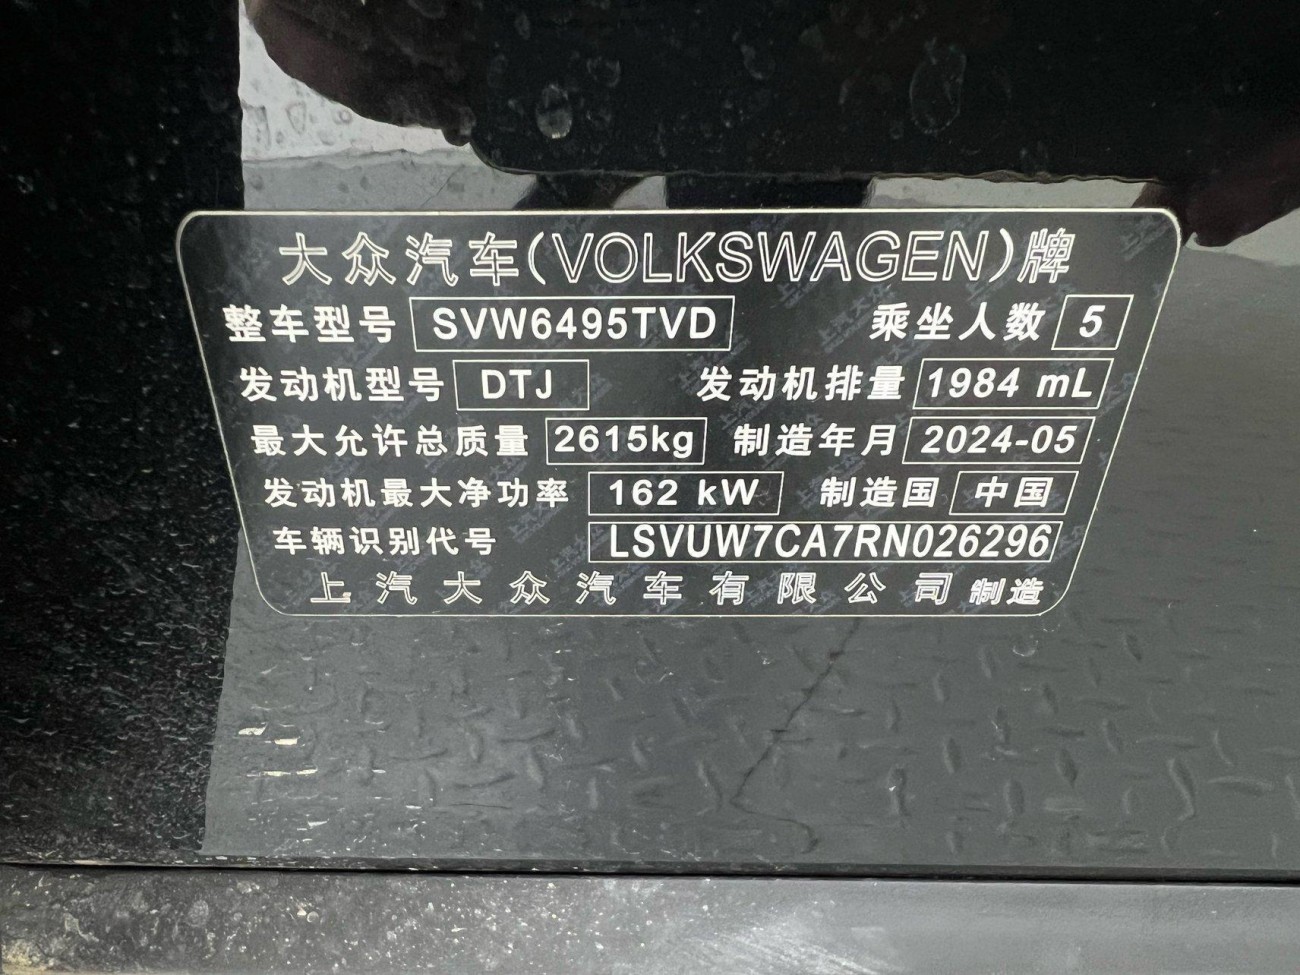 大众汽车(VOLKSWAGEN)牌
整车型号 SVW6495TVD 乘坐人数 5
发动机型号 DTJ 发动机排量 1984 mL
最大允许总质量 2615kg 制造年月 2024-05
发动机最大净功率 162 kW 制造国 中国
车辆识别代号 LSVUW7CA7RN026296
上汽大众汽车有限公司 制造